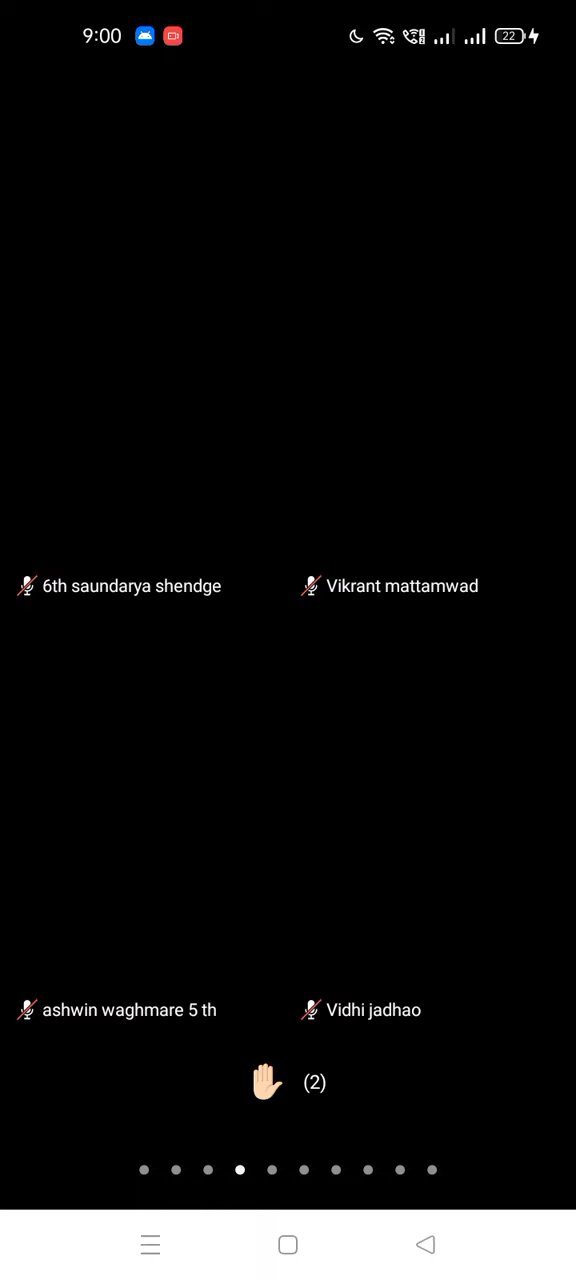 9:00
22
6th saundarya shendge
Vikrant mattamwad
ashwin waghmare 5 th
Vidhi jadhao
(2)